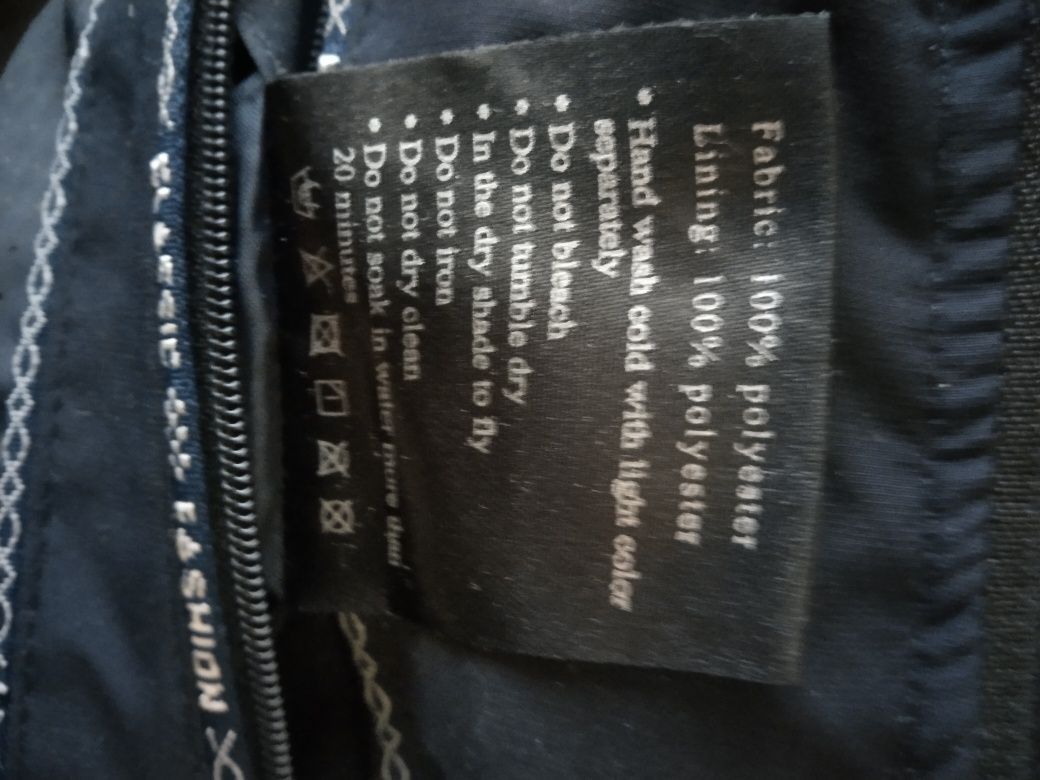 Fabric: 100% polyester
Lining: 100% polyester
• Hand wash cold with light color
separately
• Do not bleach
• Do not tumble dry
• In the dry shade to fly
• Do not iron
• Do not dry clean
• Do not soak in water more than
20 minutes
FASHION